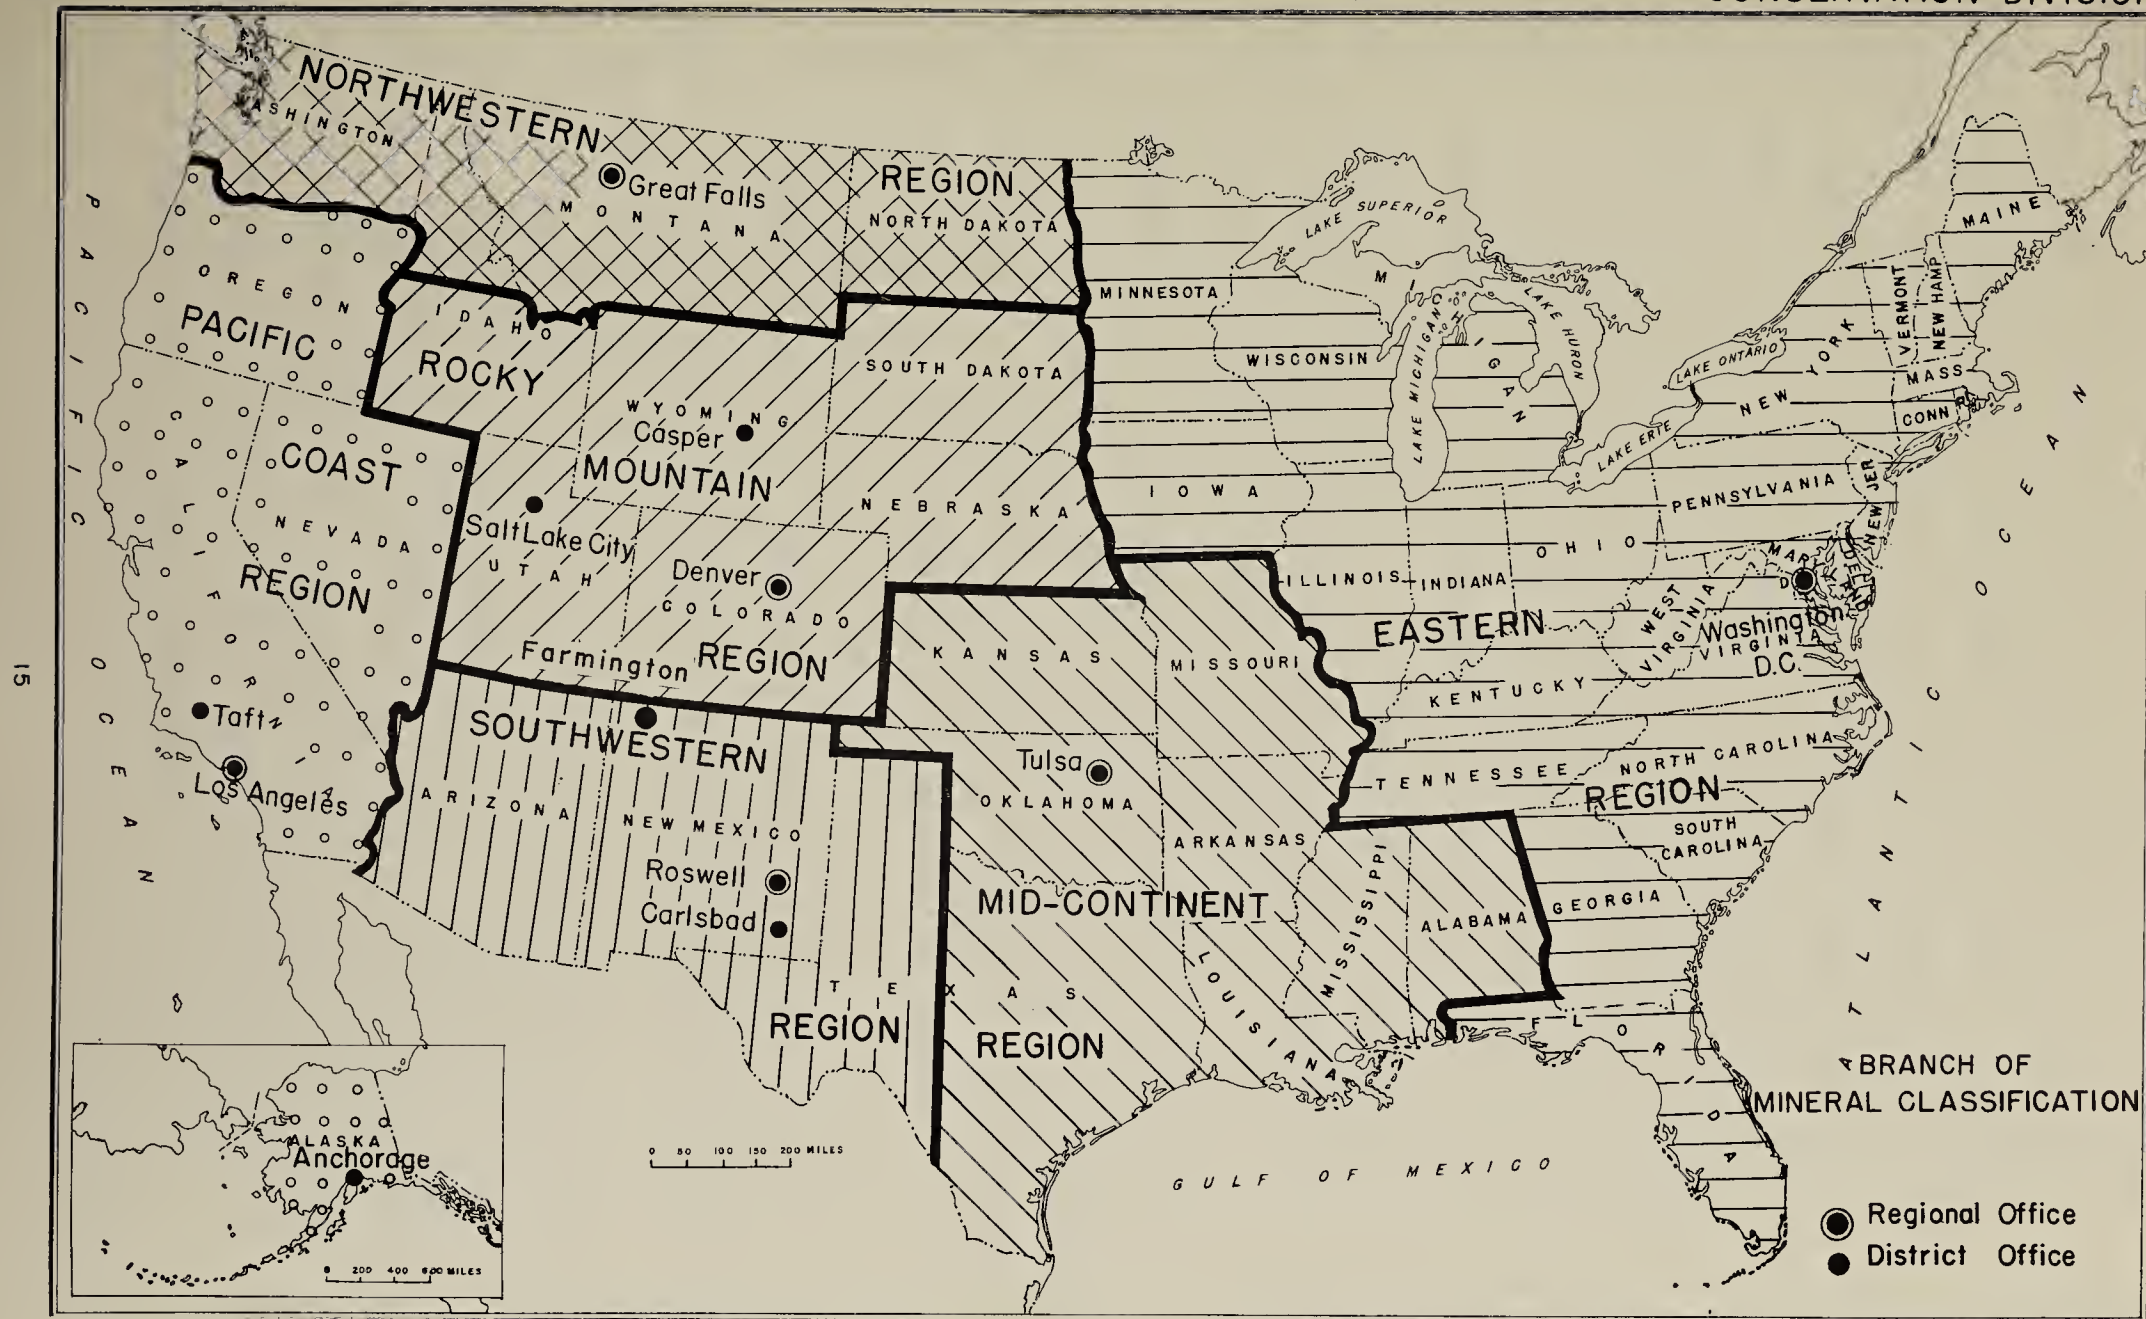 CONSERVATION DIVISION
NORTHWESTERN
REGION
ASHINGTON
Great Falls
MONTANA
NORTH DAKOTA
OREGON
PACIFIC
COAST
REGION
CALIFORNIA
NEVADA
Taft
Los Angeles
PACIFIC OCEAN
IDAHO
ROCKY
MOUNTAIN
REGION
WYOMING
Casper
SOUTH DAKOTA
NEBRASKA
Salt Lake City
UTAH
Denver
COLORADO
Farmington
SOUTHWESTERN
REGION
ARIZONA
NEW MEXICO
Roswell
Carlsbad
TEXAS
KANSAS
MISSOURI
Tulsa
OKLAHOMA
ARKANSAS
MID-CONTINENT
REGION
LOUISIANA
MISSISSIPPI
ALABAMA
MINNESOTA
WISCONSIN
IOWA
MICHIGAN
LAKE SUPERIOR
LAKE MICHIGAN
LAKE HURON
LAKE ERIE
LAKE ONTARIO
ILLINOIS
INDIANA
OHIO
EASTERN
REGION
KENTUCKY
TENNESSEE
WEST
VIRGINIA
VIRGINIA
Washington
D.C.
NORTH CAROLINA
SOUTH
CAROLINA
GEORGIA
FLORIDA
PENNSYLVANIA
NEW YORK
NEW JER
VERMONT
NEW HAMP
MAINE
MASS
CONN
ATLANTIC OCEAN
GULF OF MEXICO
0 50 100 150 200 MILES
ALASKA
Anchorage
0 200 400 600 MILES
BRANCH OF
MINERAL CLASSIFICATION
Regional Office
District Office
15